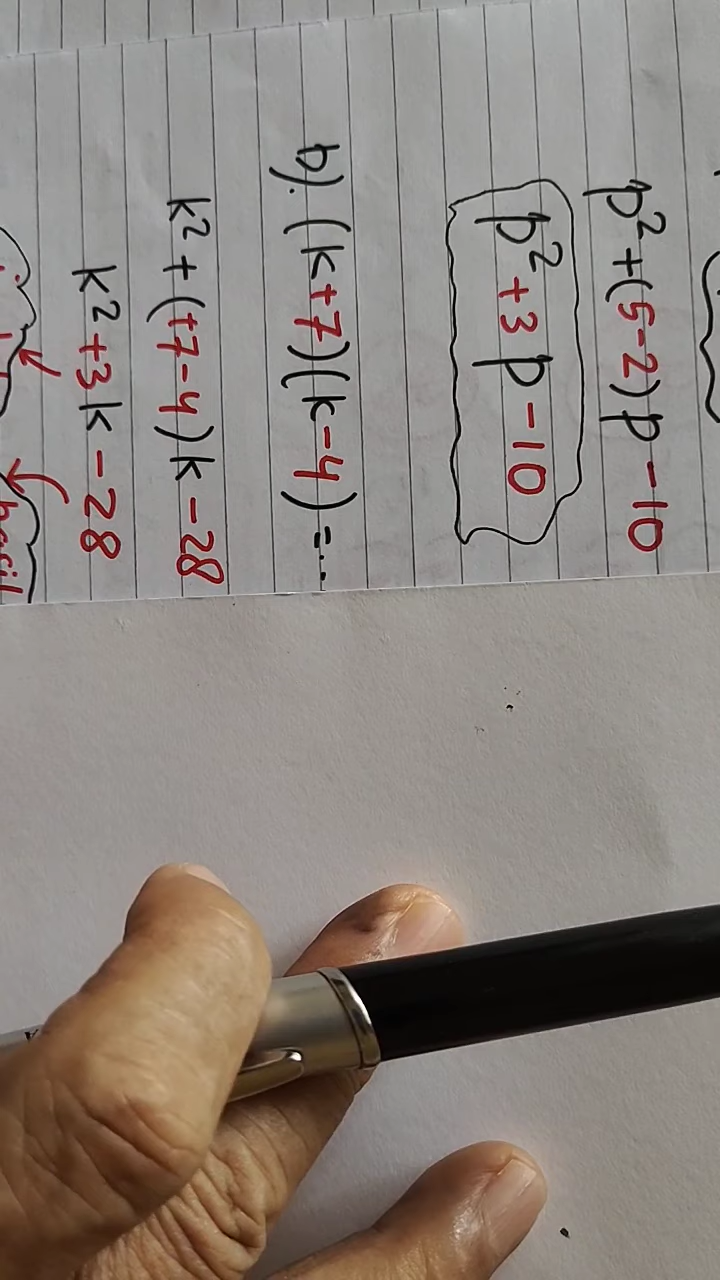 p² + (5-2)p - 10
p² + 3p - 10
b). (k+7)(k-4) = ...
k² + (+7-4)k - 28
k² + 3k - 28
hasil